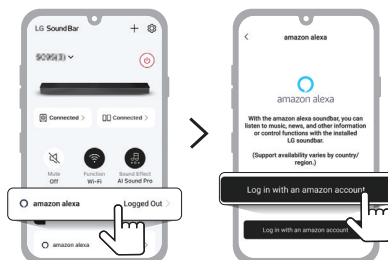 LG SoundBar
Connected >
Connected >
Mute
Off
Function
Wi-Fi
Sound Effect
AI Sound Pro
amazon alexa
Logged Out >
amazon alexa
amazon alexa
amazon alexa
With the amazon alexa soundbar, you can
listen to music, news, and other information
or control functions with the installed
LG soundbar.
(Support availability varies by country/
region.)
Log in with an amazon account
Log in with an amazon account